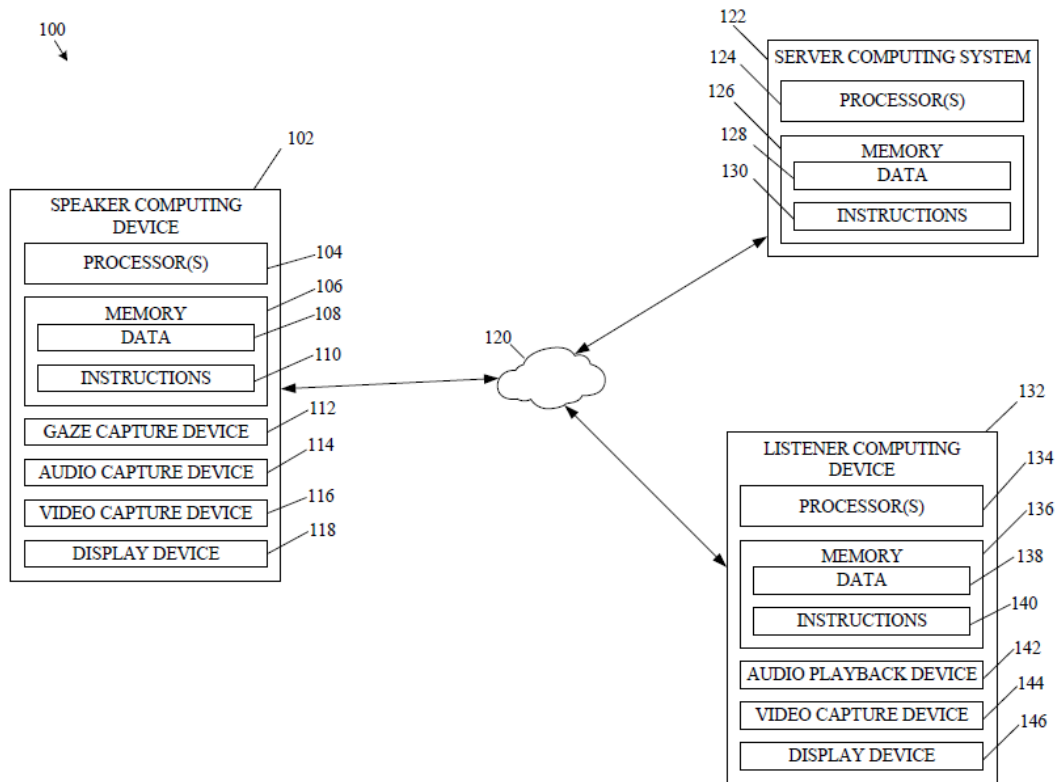 100
122
SERVER COMPUTING SYSTEM
124
PROCESSOR(S)
126
MEMORY
128
DATA
130
INSTRUCTIONS
102
SPEAKER COMPUTING
DEVICE
PROCESSOR(S)
104
106
MEMORY
108
DATA
110
INSTRUCTIONS
112
GAZE CAPTURE DEVICE
114
AUDIO CAPTURE DEVICE
116
VIDEO CAPTURE DEVICE
118
DISPLAY DEVICE
120
132
LISTENER COMPUTING
DEVICE
134
PROCESSOR(S)
136
MEMORY
138
DATA
140
INSTRUCTIONS
142
AUDIO PLAYBACK DEVICE
144
VIDEO CAPTURE DEVICE
146
DISPLAY DEVICE